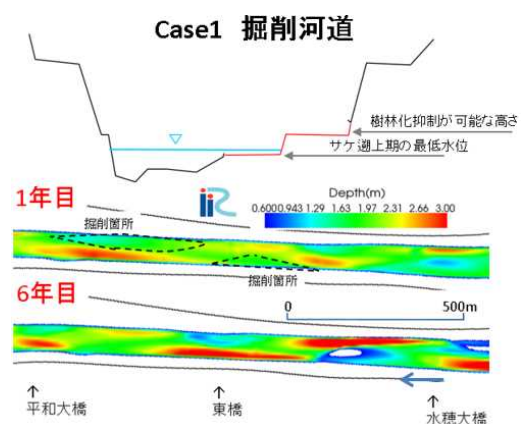 Case1 掘削河道
樹林化抑制が可能な高さ
サケ遡上期の最低水位
iRIC
Depth(m)
0.6000 0.943 1.29 1.63 1.97 2.31 2.66 3.00
1年目
掘削箇所
掘削箇所
0 500m
6年目
平和大橋
東橋
水穂大橋